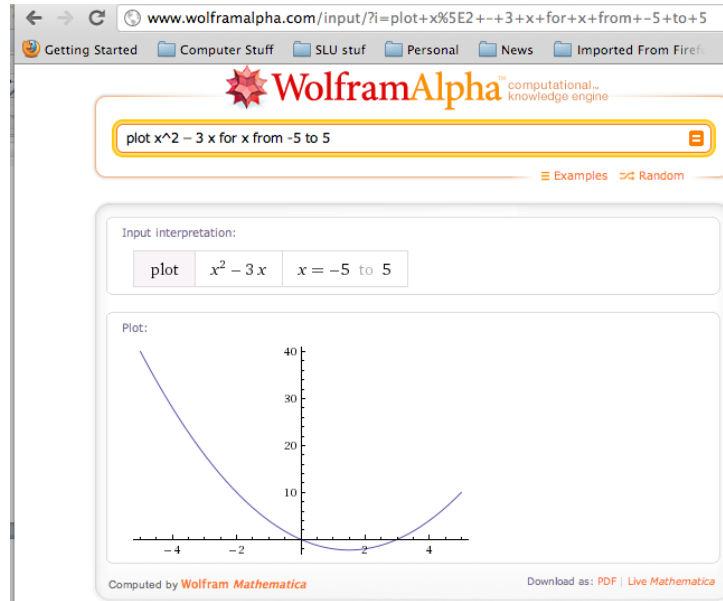 www.wolframalpha.com/input/?i=plot+x%5E2+-+3+x+for+x+from+-5+to+5
Getting Started Computer Stuff SLU stuf Personal News Imported From Firef
WolframAlpha™ computational... knowledge engine
plot x^2 – 3 x for x from -5 to 5
Examples Random
Input interpretation:
plot x² – 3 x x = –5 to 5
Plot:
40
30
20
10
–4 –2 2 4
Computed by Wolfram Mathematica Download as: PDF | Live Mathematica